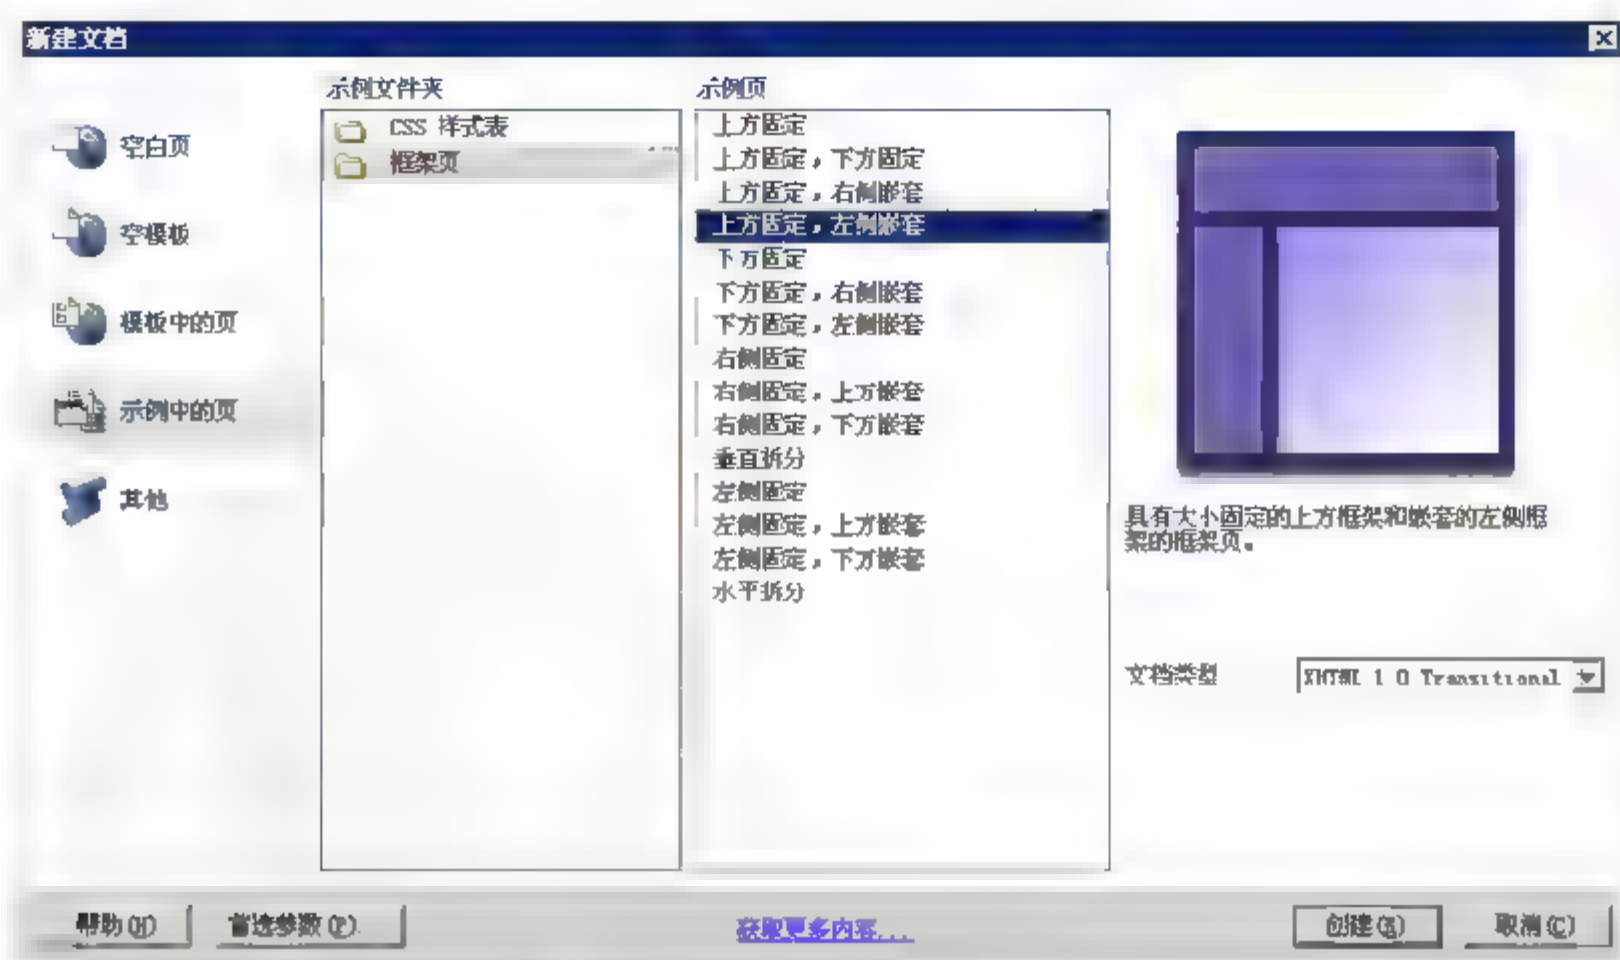 新建文档
空白页
空模板
模板中的页
示例中的页
其他
示例文件夹
CSS 样式表
框架页
示例页
上方固定
上方固定，下方固定
上方固定，右侧嵌套
上方固定，左侧嵌套
下方固定
下方固定，右侧嵌套
下方固定，左侧嵌套
右侧固定
右侧固定，上方嵌套
右侧固定，下方嵌套
垂直拆分
左侧固定
左侧固定，上方嵌套
左侧固定，下方嵌套
水平拆分
具有大小固定的上方框架和嵌套的左侧框
架的框架页。
文档类型
XHTML 1.0 Transitional
帮助(H)
首选参数(P)
获取更多内容...
创建(R)
取消(C)